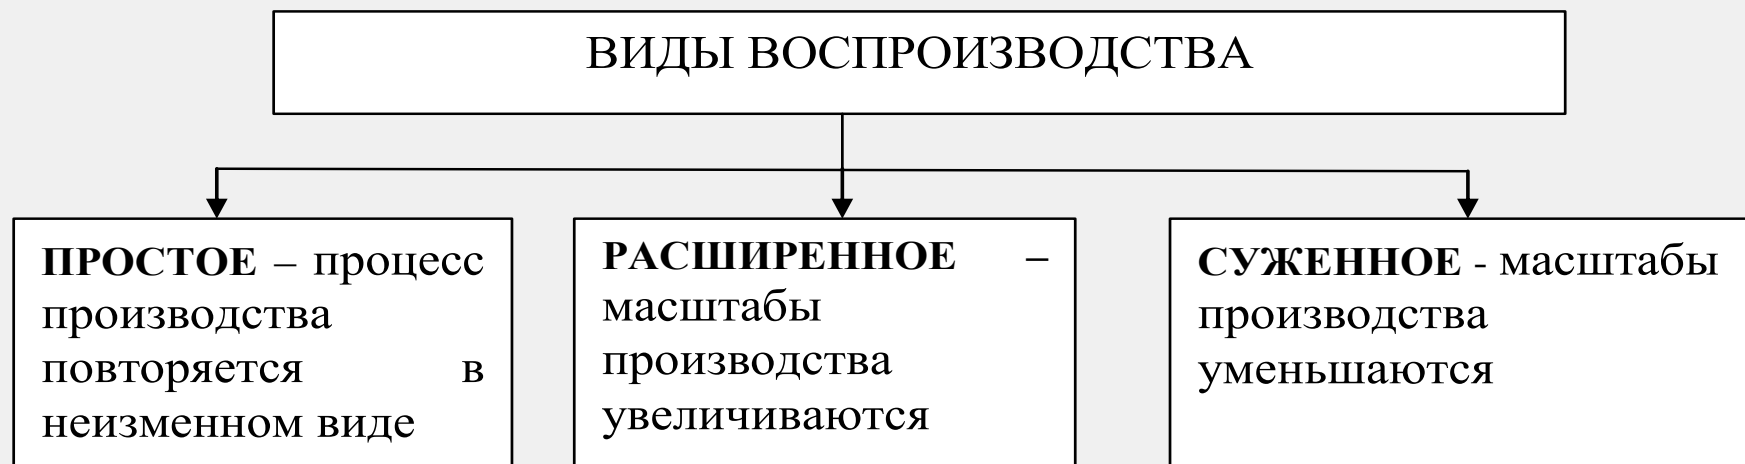 ВИДЫ ВОСПРОИЗВОДСТВА
ПРОСТОЕ – процесс
производства
повторяется в
неизменном виде
РАСШИРЕННОЕ –
масштабы
производства
увеличиваются
СУЖЕННОЕ - масштабы
производства
уменьшаются